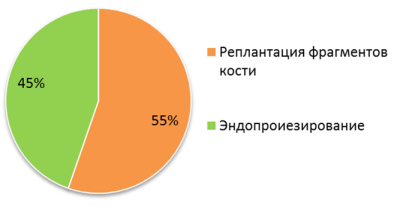 Реплантация фрагментов
кости
45%
55%
Эндопроиезирование